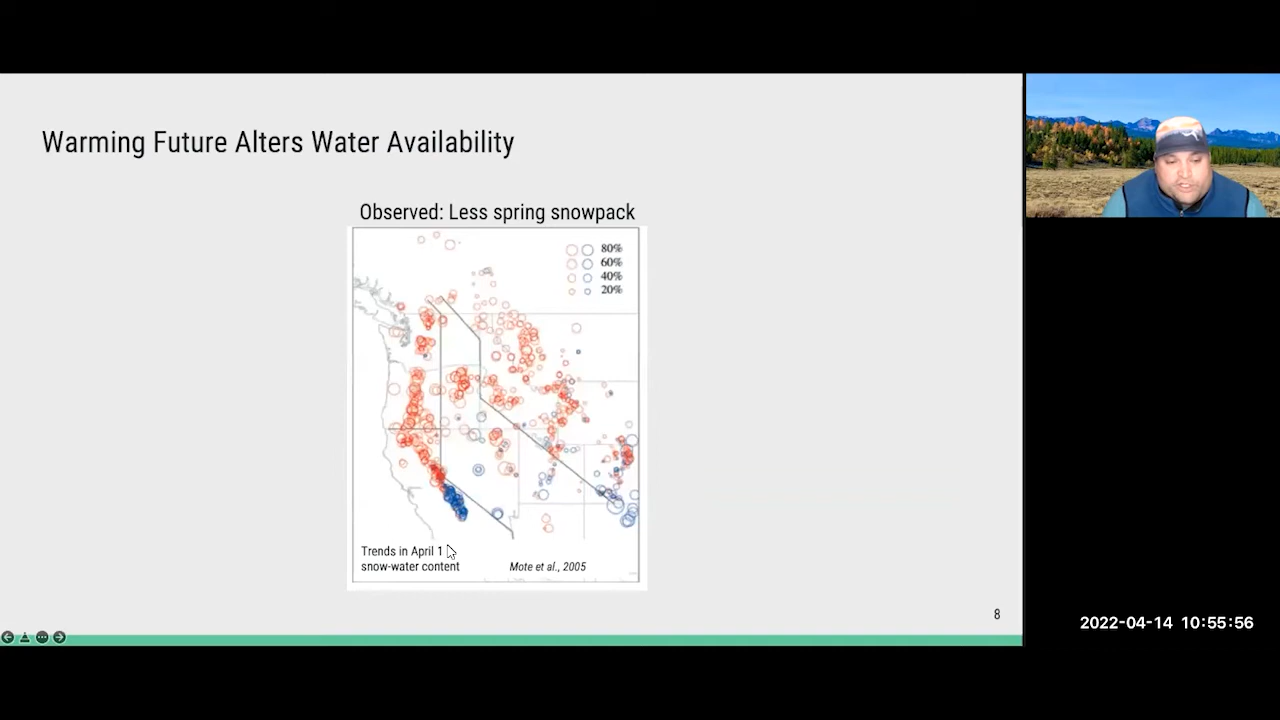 Warming Future Alters Water Availability
Observed: Less spring snowpack
80%
60%
40%
20%
Trends in April 1
snow-water content
Mote et al., 2005
8
2022-04-14 10:55:56